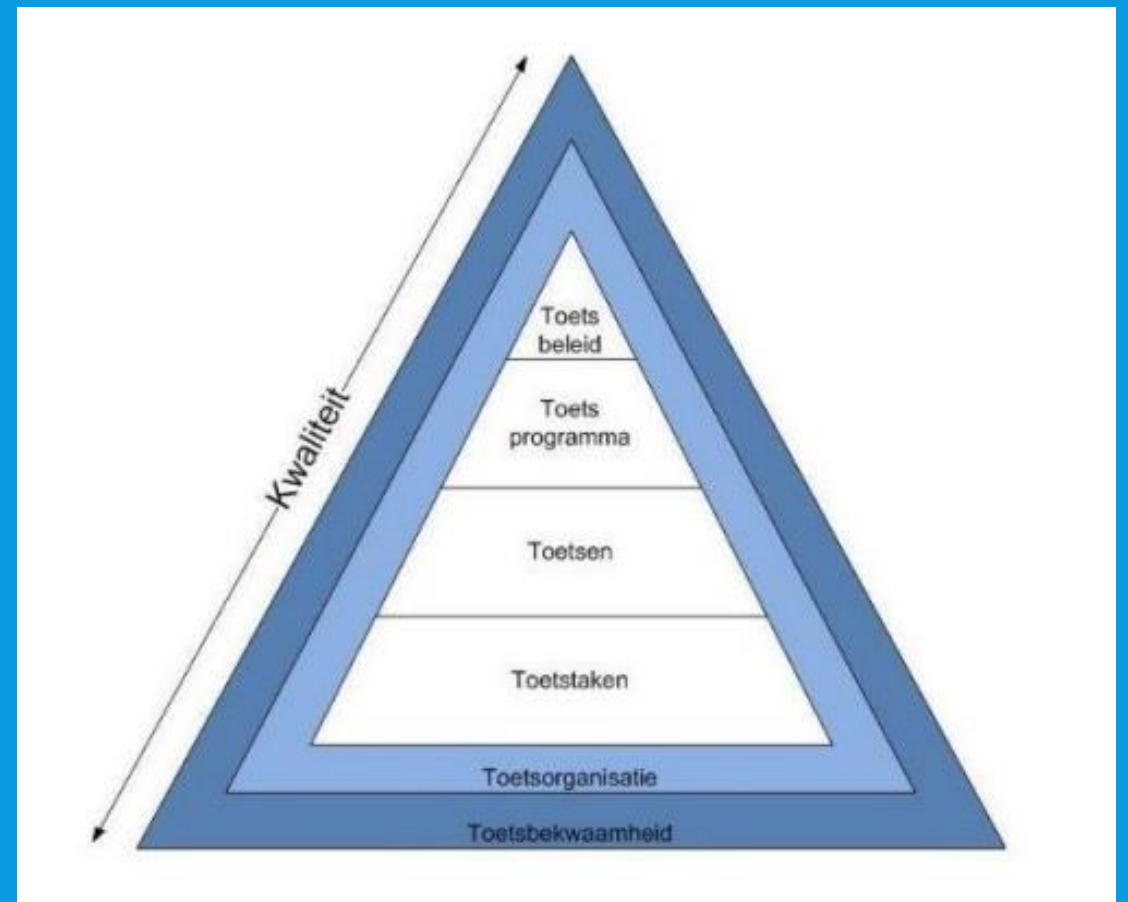 Kwaliteit
Toets
beleid
Toets
programma
Toetsen
Toetstaken
Toetsorganisatie
Toetsbekwaamheid